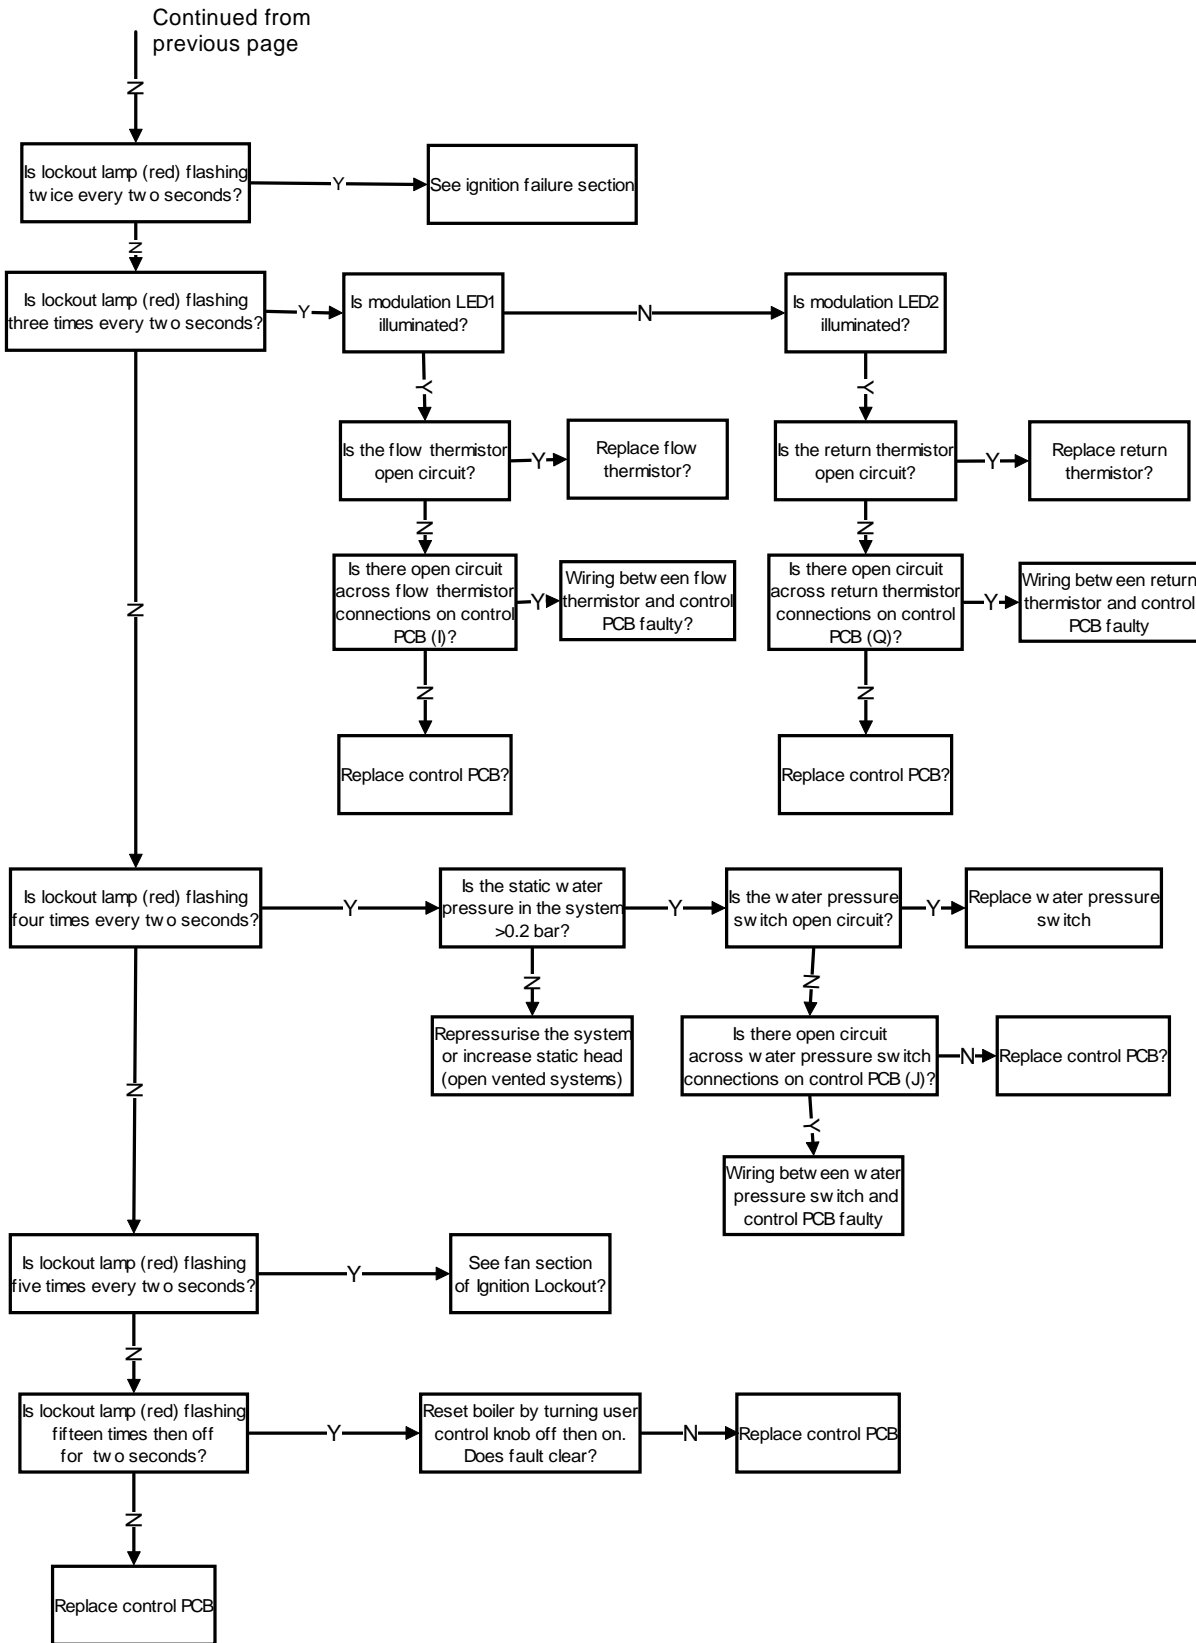 Continued from
previous page
N
Is lockout lamp (red) flashing
twice every two seconds?
Y
See ignition failure section
N
Is lockout lamp (red) flashing
three times every two seconds?
Y
Is modulation LED1
illuminated?
N
Is modulation LED2
illuminated?
Y
Y
Is the flow thermistor
open circuit?
Y
Replace flow
thermistor?
Is the return thermistor
open circuit?
Y
Replace return
thermistor?
N
N
Is there open circuit
across flow thermistor
connections on control
PCB (I)?
Y
Wiring between flow
thermistor and control
PCB faulty?
Is there open circuit
across return thermistor
connections on control
PCB (Q)?
Y
Wiring between return
thermistor and control
PCB faulty
N
N
N
Replace control PCB?
Replace control PCB?
Is lockout lamp (red) flashing
four times every two seconds?
Y
Is the static water
pressure in the system
>0.2 bar?
Y
Is the water pressure
switch open circuit?
Y
Replace water pressure
switch
N
N
Repressurise the system
or increase static head
(open vented systems)
Is there open circuit
across water pressure switch
connections on control PCB (J)?
N
Replace control PCB?
N
Y
Wiring between water
pressure switch and
control PCB faulty
Is lockout lamp (red) flashing
five times every two seconds?
Y
See fan section
of Ignition Lockout?
N
Is lockout lamp (red) flashing
fifteen times then off
for two seconds?
Y
Reset boiler by turning user
control knob off then on.
Does fault clear?
N
Replace control PCB
N
Replace control PCB